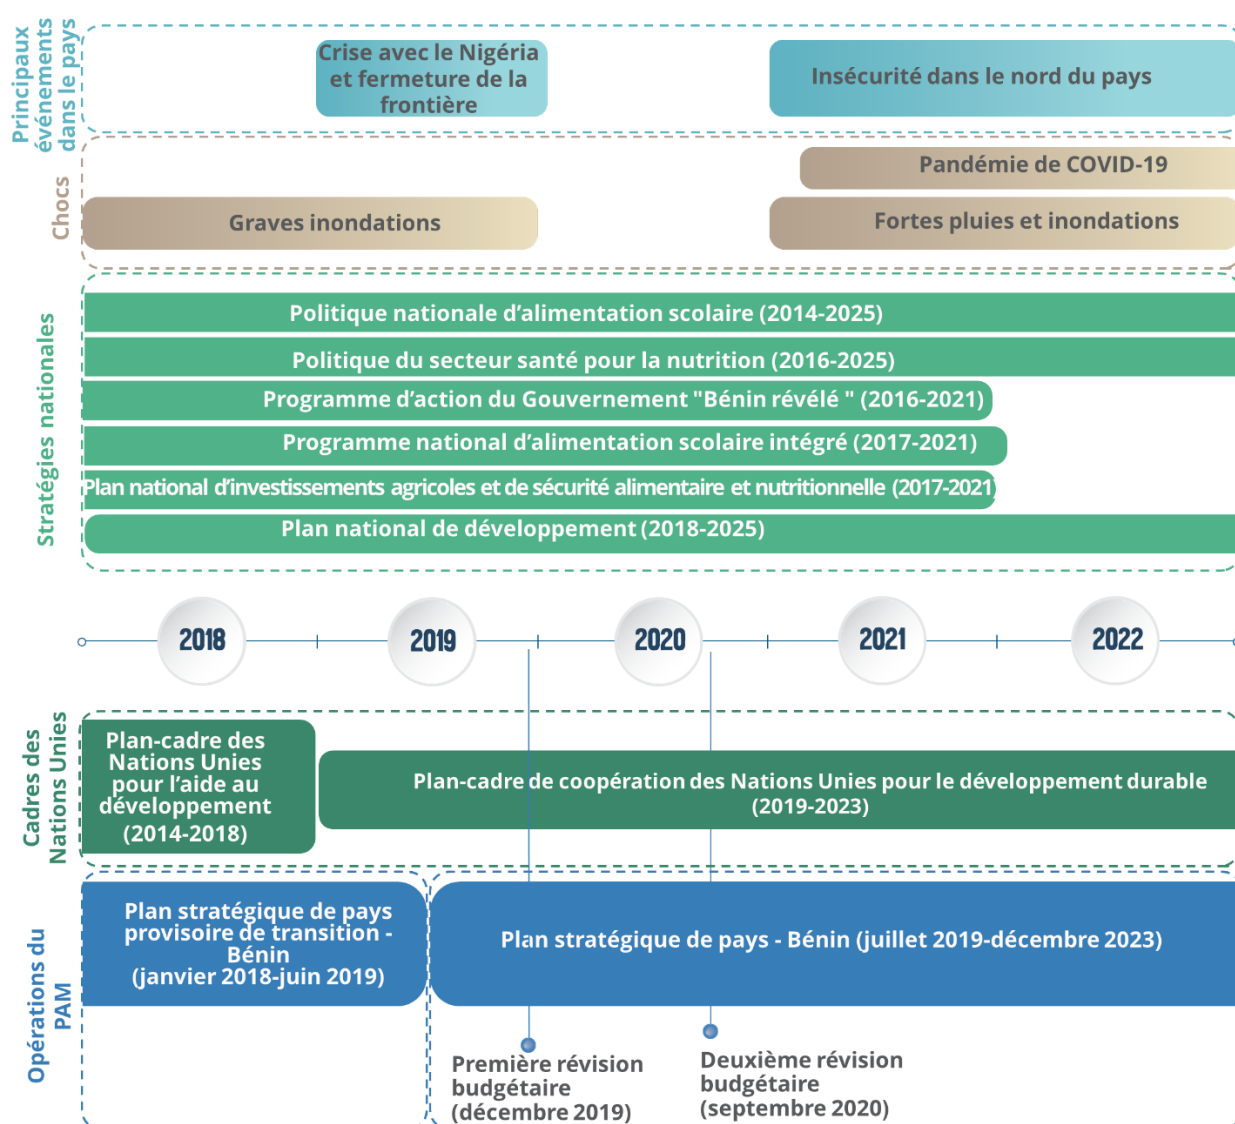 Principaux
événements
dans le pays
Crise avec le Nigéria
et fermeture de la
frontière
Insécurité dans le nord du pays
Chocs
Pandémie de COVID-19
Graves inondations
Fortes pluies et inondations
Stratégies nationales
Politique nationale d’alimentation scolaire (2014-2025)
Politique du secteur santé pour la nutrition (2016-2025)
Programme d’action du Gouvernement "Bénin révélé " (2016-2021)
Programme national d’alimentation scolaire intégré (2017-2021)
Plan national d’investissements agricoles et de sécurité alimentaire et nutritionnelle (2017-2021)
Plan national de développement (2018-2025)
2018
2019
2020
2021
2022
Cadres des
Nations Unies
Plan-cadre des
Nations Unies
pour l’aide au
développement
(2014-2018)
Plan-cadre de coopération des Nations Unies pour le développement durable
(2019-2023)
Opérations du
PAM
Plan stratégique de pays
provisoire de transition -
Bénin
(janvier 2018-juin 2019)
Plan stratégique de pays - Bénin (juillet 2019-décembre 2023)
Première révision
budgétaire
(décembre 2019)
Deuxième révision
budgétaire
(septembre 2020)